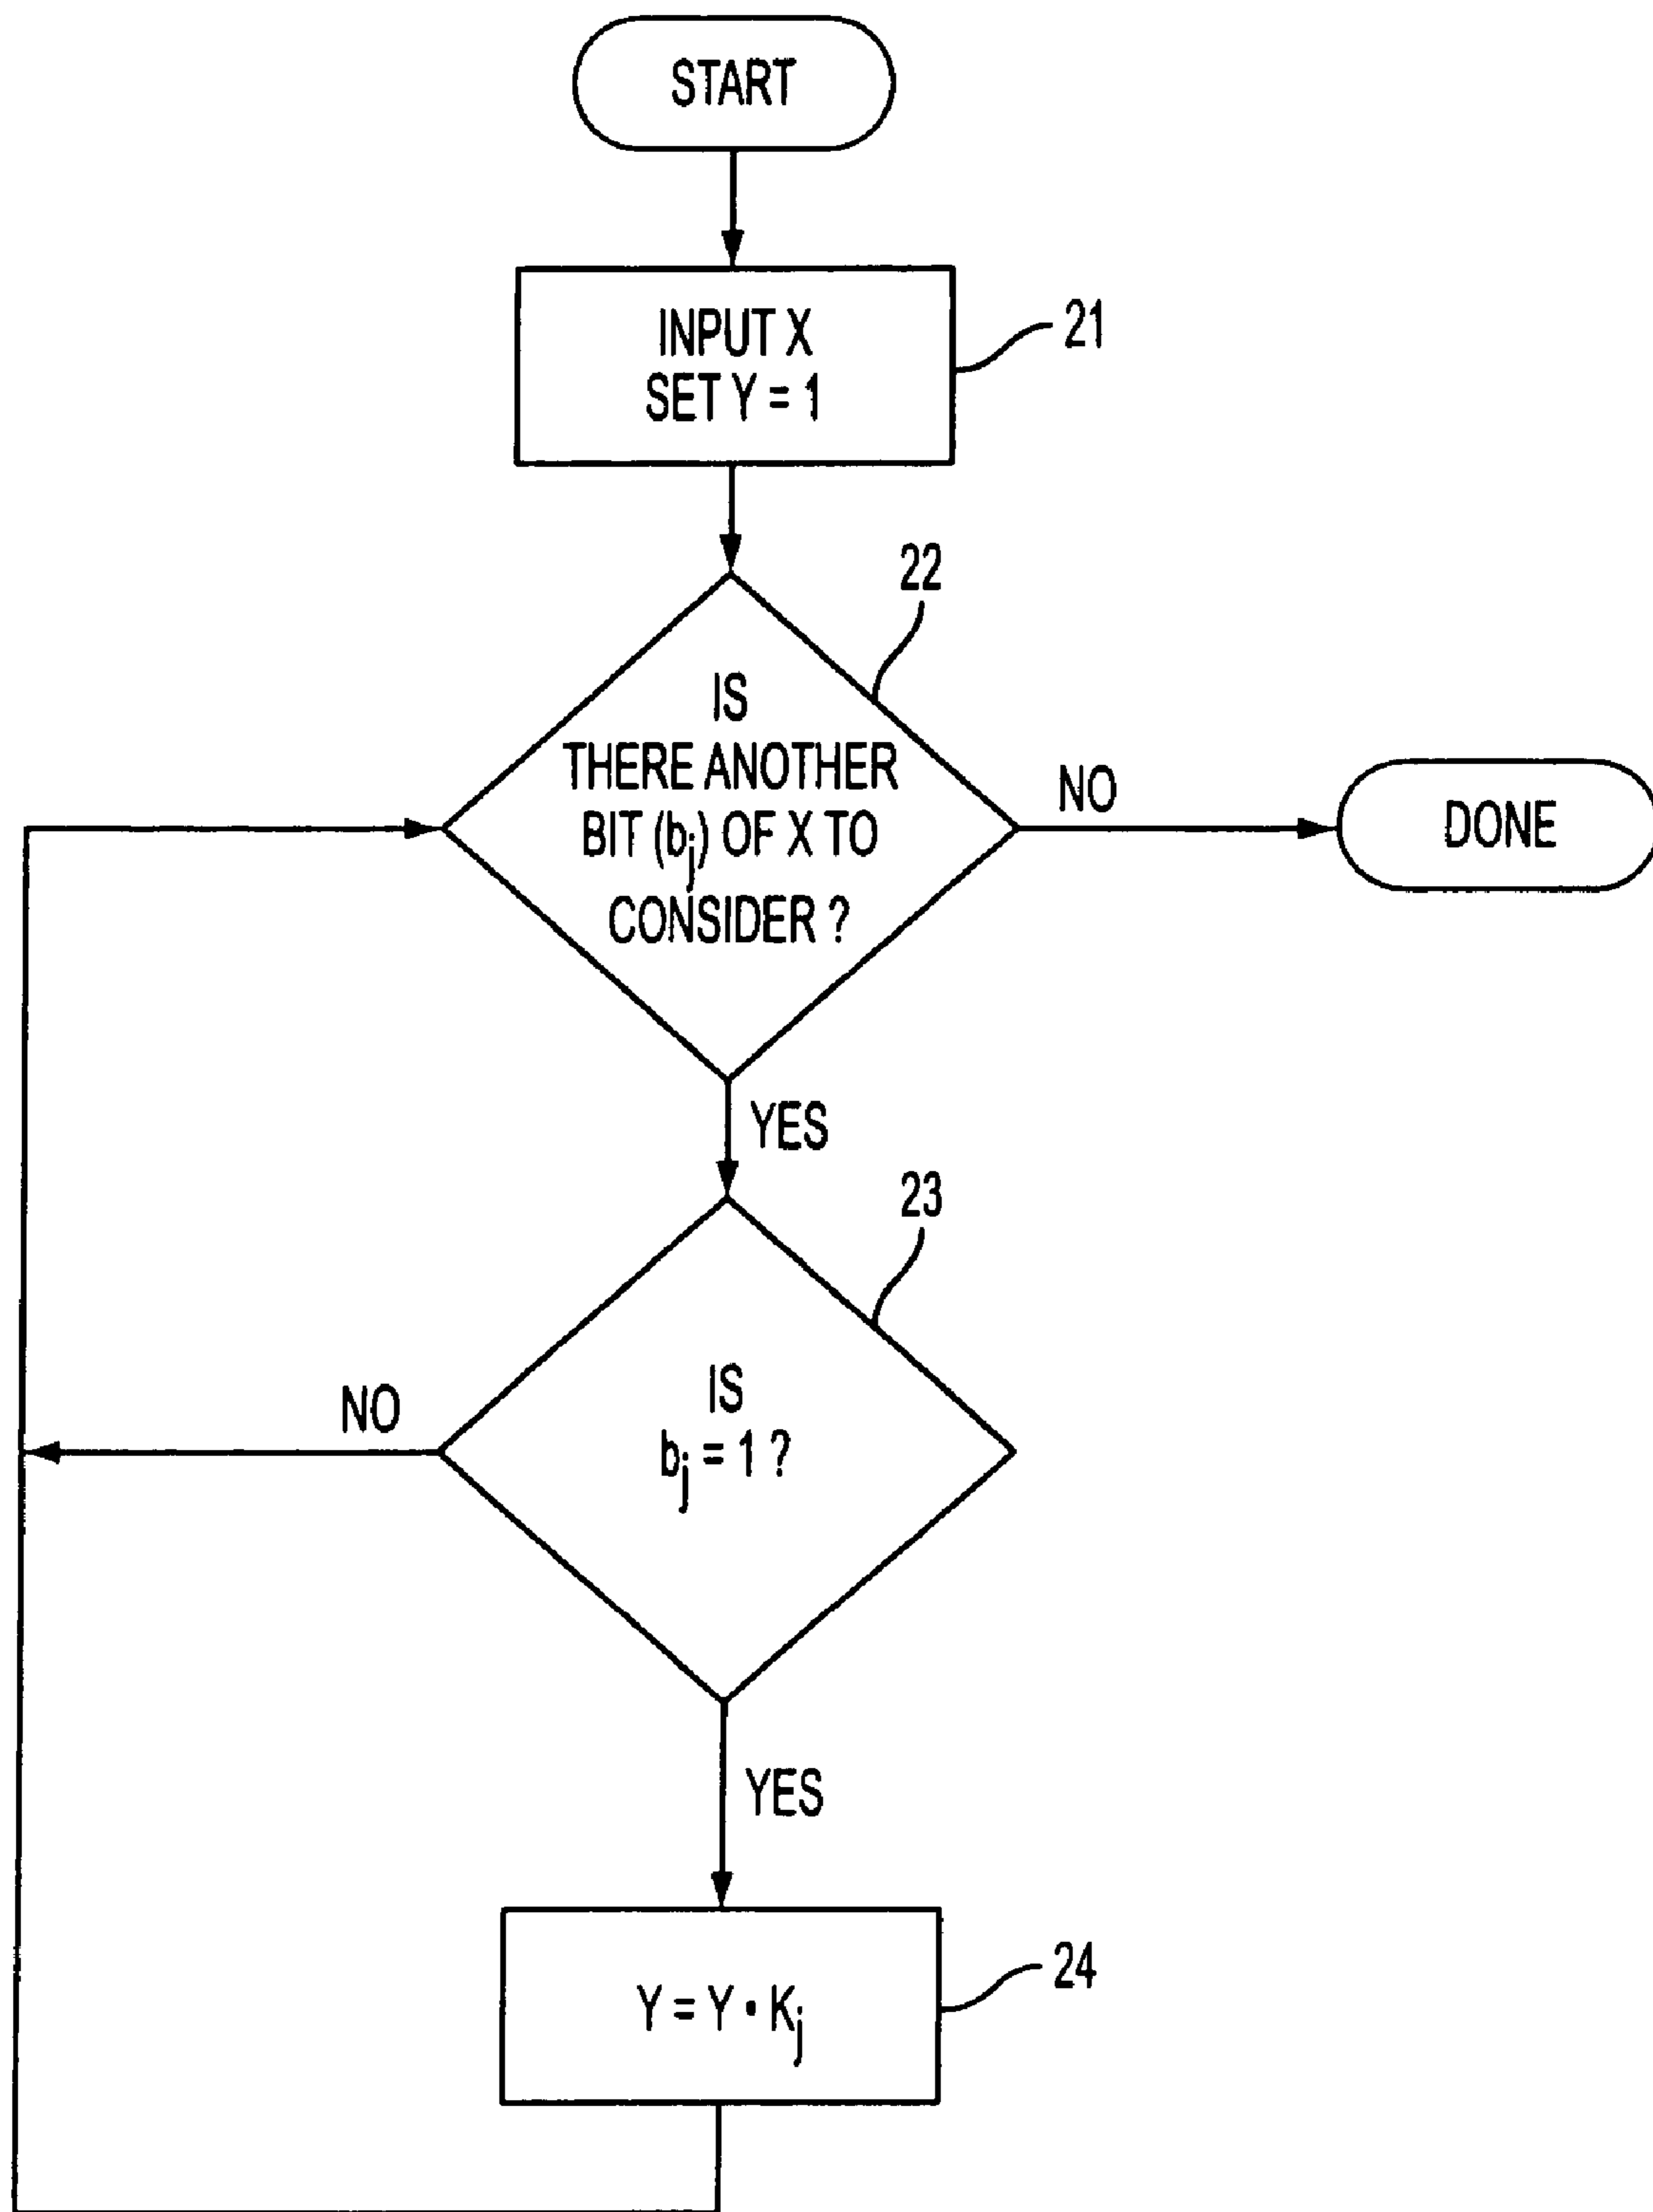 START
INPUT X
SET Y = 1
21
22
IS
THERE ANOTHER
BIT (bj) OF X TO
CONSIDER ?
NO
DONE
YES
23
IS
bj = 1 ?
NO
YES
24
Y = Y • Kj